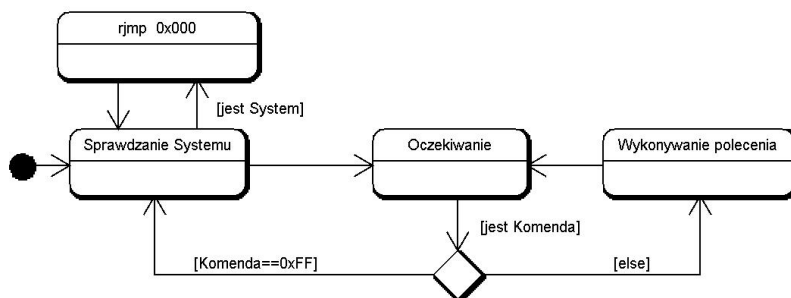 rjmp 0x000
[jest System]
Sprawdzanie Systemu
Oczekiwanie
Wykonywanie polecenia
[jest Komenda]
[Komenda==0xFF]
[else]